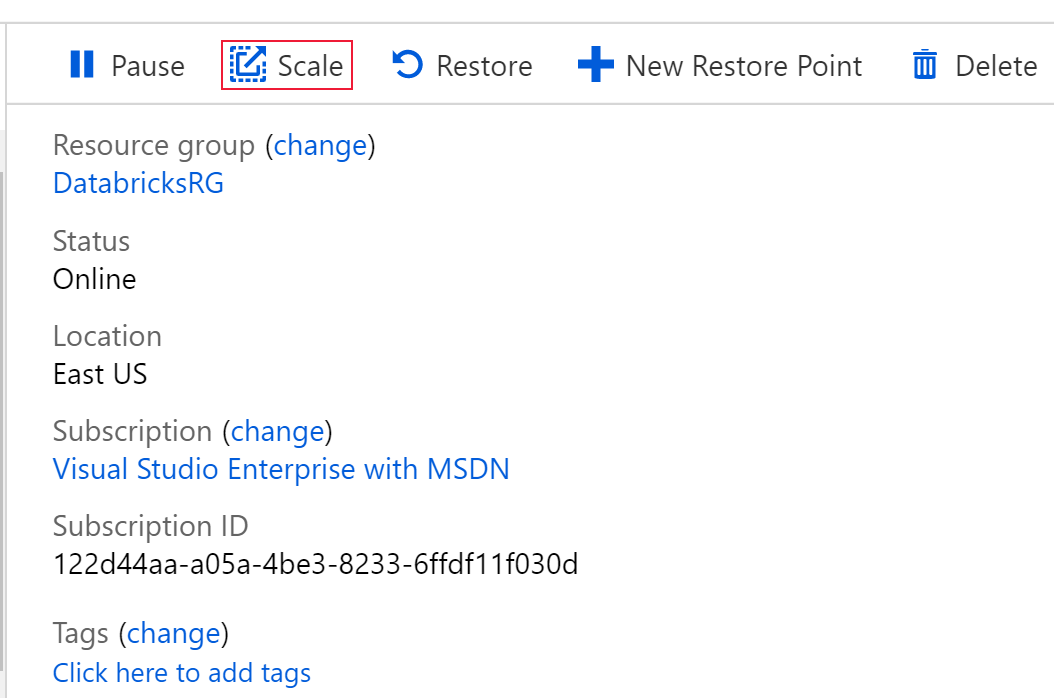 Pause Scale Restore New Restore Point Delete
Resource group (change)
DatabricksRG
Status
Online
Location
East US
Subscription (change)
Visual Studio Enterprise with MSDN
Subscription ID
122d44aa-a05a-4be3-8233-6ffdf11f030d
Tags (change)
Click here to add tags